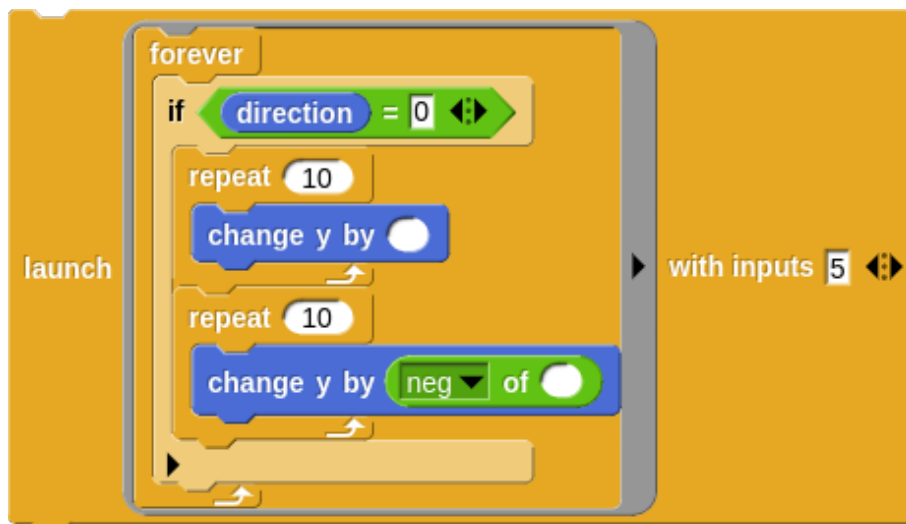 forever
if direction = 0
repeat 10
change y by
launch
with inputs 5
repeat 10
change y by neg of